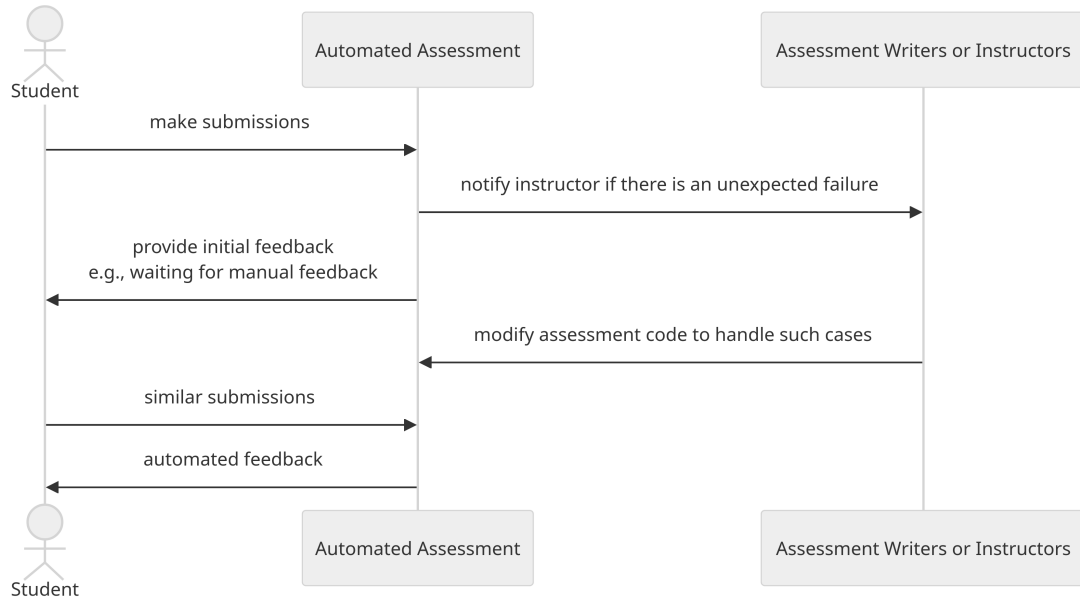 Automated Assessment
Assessment Writers or Instructors
Student
make submissions
notify instructor if there is an unexpected failure
provide initial feedback
e.g., waiting for manual feedback
modify assessment code to handle such cases
similar submissions
automated feedback
Automated Assessment
Assessment Writers or Instructors
Student